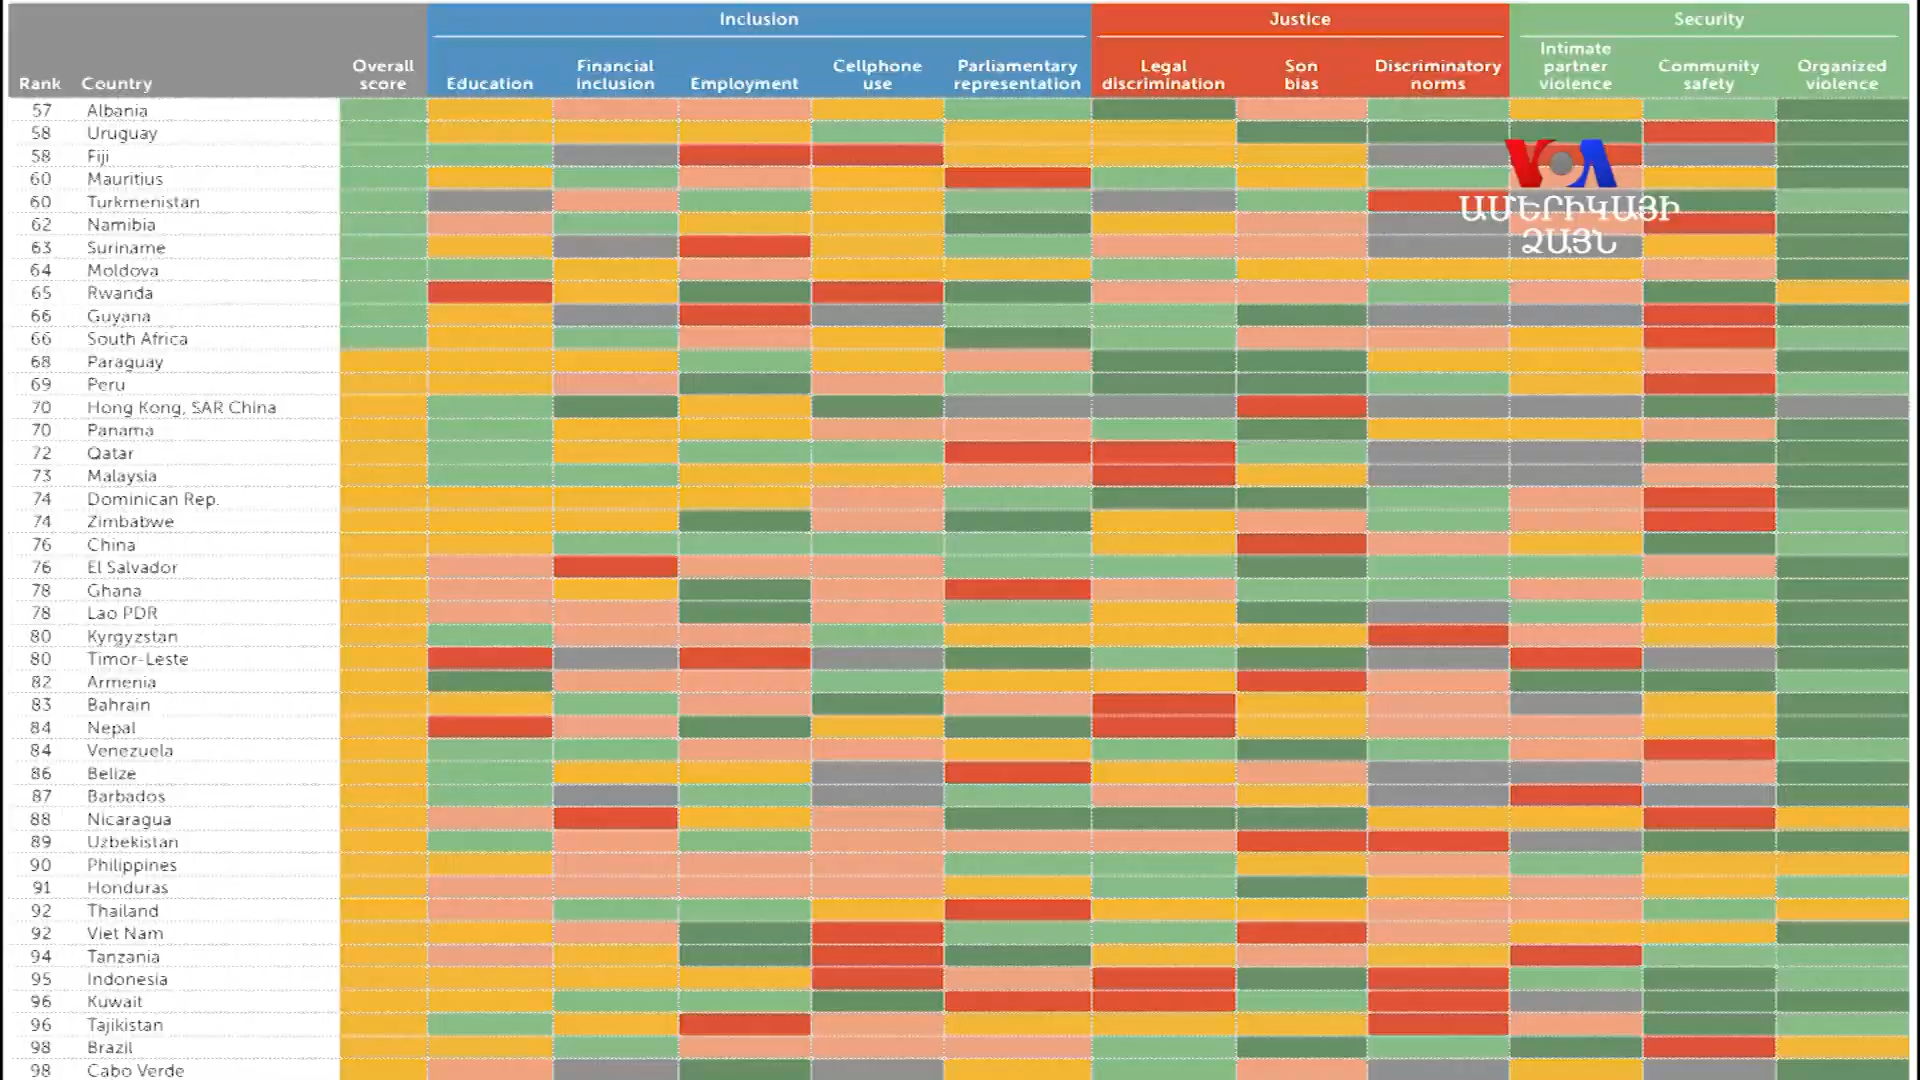 Inclusion Justice Security
Rank Country Overall score Education Financial inclusion Employment Cellphone use Parliamentary representation Legal discrimination Son bias Discriminatory norms Intimate partner violence Community safety Organized violence
57 Albania
58 Uruguay
58 Fiji
60 Mauritius
60 Turkmenistan
62 Namibia
63 Suriname
64 Moldova
65 Rwanda
66 Guyana
66 South Africa
68 Paraguay
69 Peru
70 Hong Kong, SAR China
70 Panama
72 Qatar
73 Malaysia
74 Dominican Rep.
74 Zimbabwe
76 China
76 El Salvador
78 Ghana
78 Lao PDR
80 Kyrgyzstan
80 Timor-Leste
82 Armenia
83 Bahrain
84 Nepal
84 Venezuela
86 Belize
87 Barbados
88 Nicaragua
89 Uzbekistan
90 Philippines
91 Honduras
92 Thailand
92 Viet Nam
94 Tanzania
95 Indonesia
96 Kuwait
96 Tajikistan
98 Brazil
98 Cabo Verde
VOA
ԱՄԵՐԻԿԱՅԻ
ՁԱՅՆ